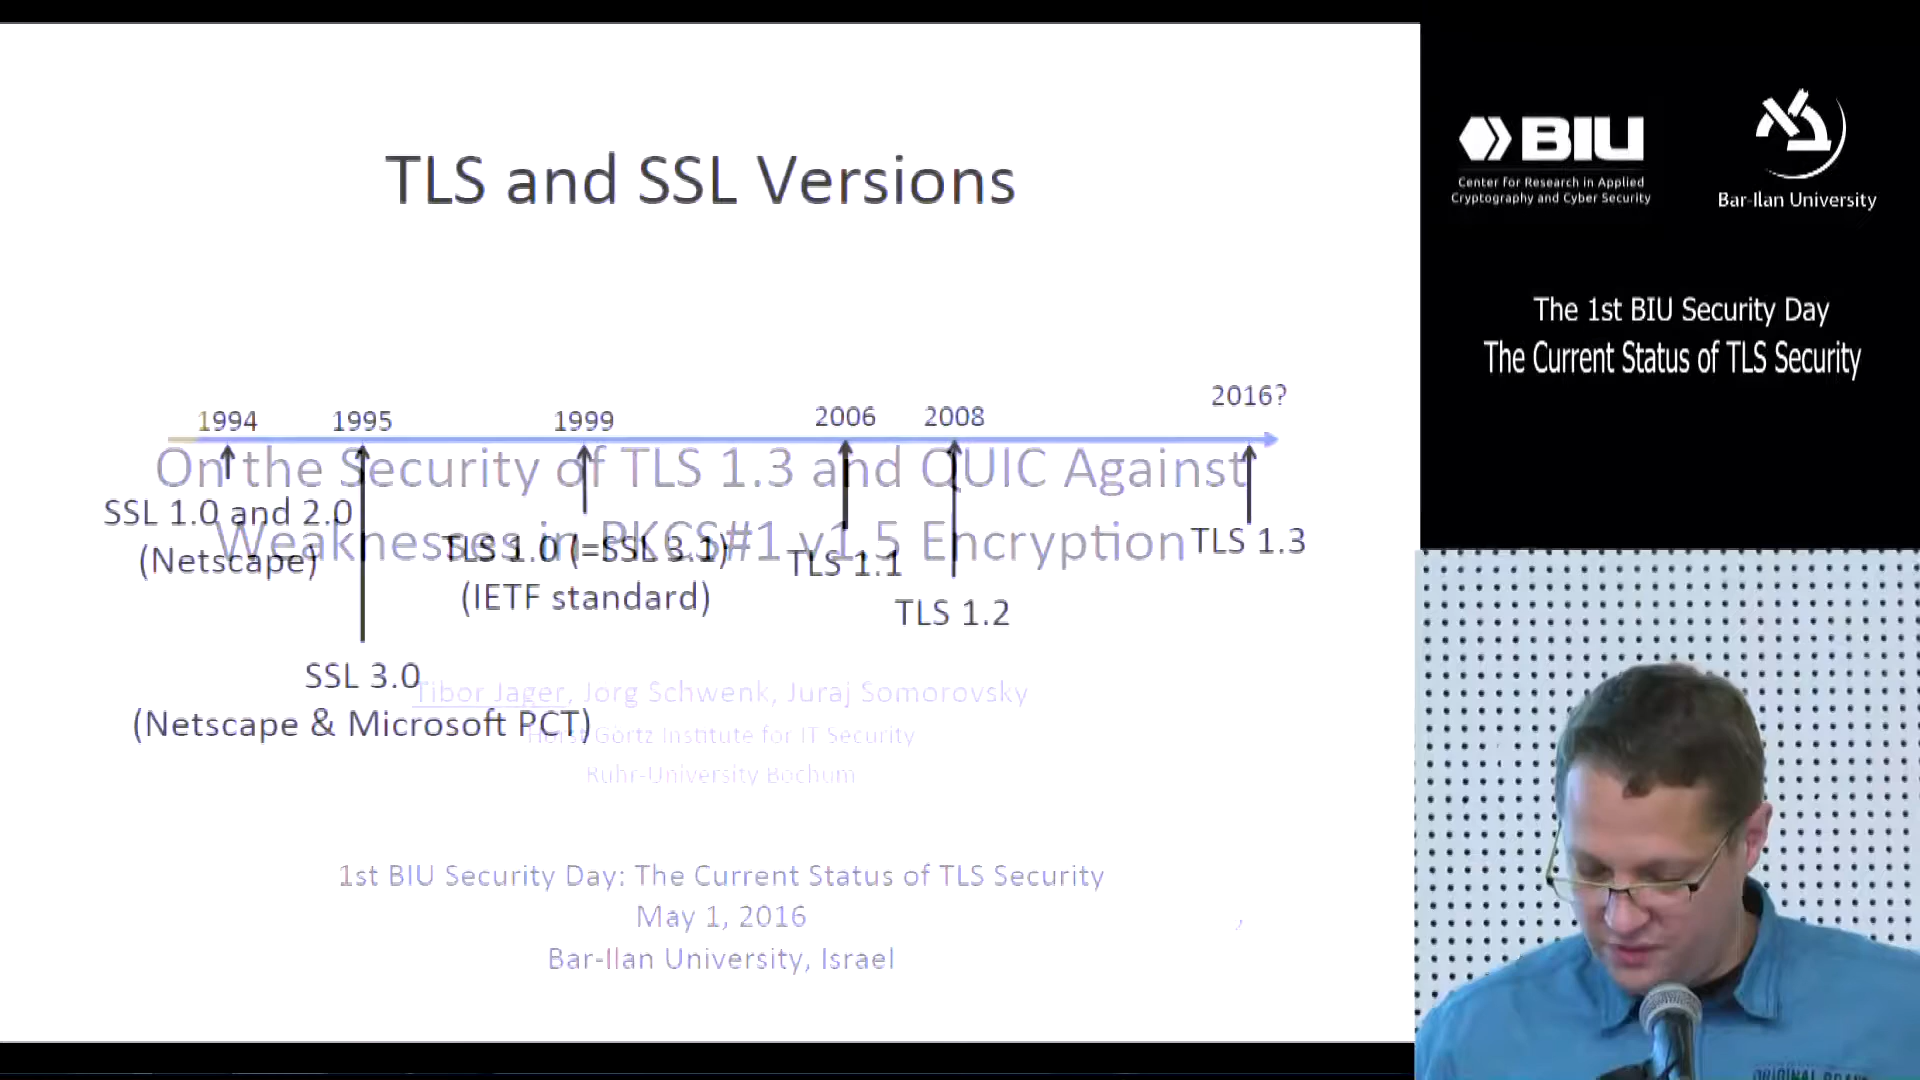 TLS and SSL Versions
1994
1995
1999
2006
2008
2016?
On the Security of TLS 1.3 and QUIC Against
Weaknesses in PKCS#1 v1.5 Encryption
SSL 1.0 and 2.0
(Netscape)
TLS 1.0 (=SSL 3.1)
(IETF standard)
TLS 1.1
TLS 1.2
TLS 1.3
SSL 3.0
(Netscape & Microsoft PCT)
Tibor Jager, Jörg Schwenk, Juraj Somorovsky
Horst Görtz Institute for IT Security
Ruhr-University Bochum
1st BIU Security Day: The Current Status of TLS Security
May 1, 2016
Bar-Ilan University, Israel
BIU
Center for Research in Applied
Cryptography and Cyber Security
Bar-Ilan University
The 1st BIU Security Day
The Current Status of TLS Security
ORIGINAL